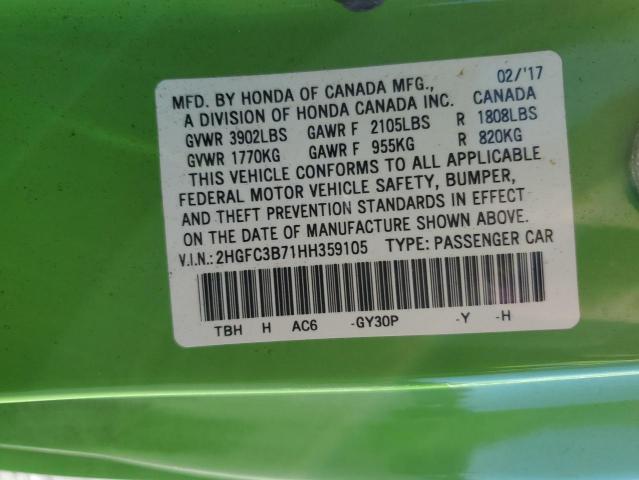 MFD. BY HONDA OF CANADA MFG., 02/'17
A DIVISION OF HONDA CANADA INC. CANADA
GVWR 3902LBS GAWR F 2105LBS R 1808LBS
GVWR 1770KG GAWR F 955KG R 820KG
THIS VEHICLE CONFORMS TO ALL APPLICABLE
FEDERAL MOTOR VEHICLE SAFETY, BUMPER,
AND THEFT PREVENTION STANDARDS IN EFFECT
ON THE DATE OF MANUFACTURE SHOWN ABOVE.
V.I.N.: 2HGFC3B71HH359105 TYPE: PASSENGER CAR
TBH H AC6 -GY30P -Y -H